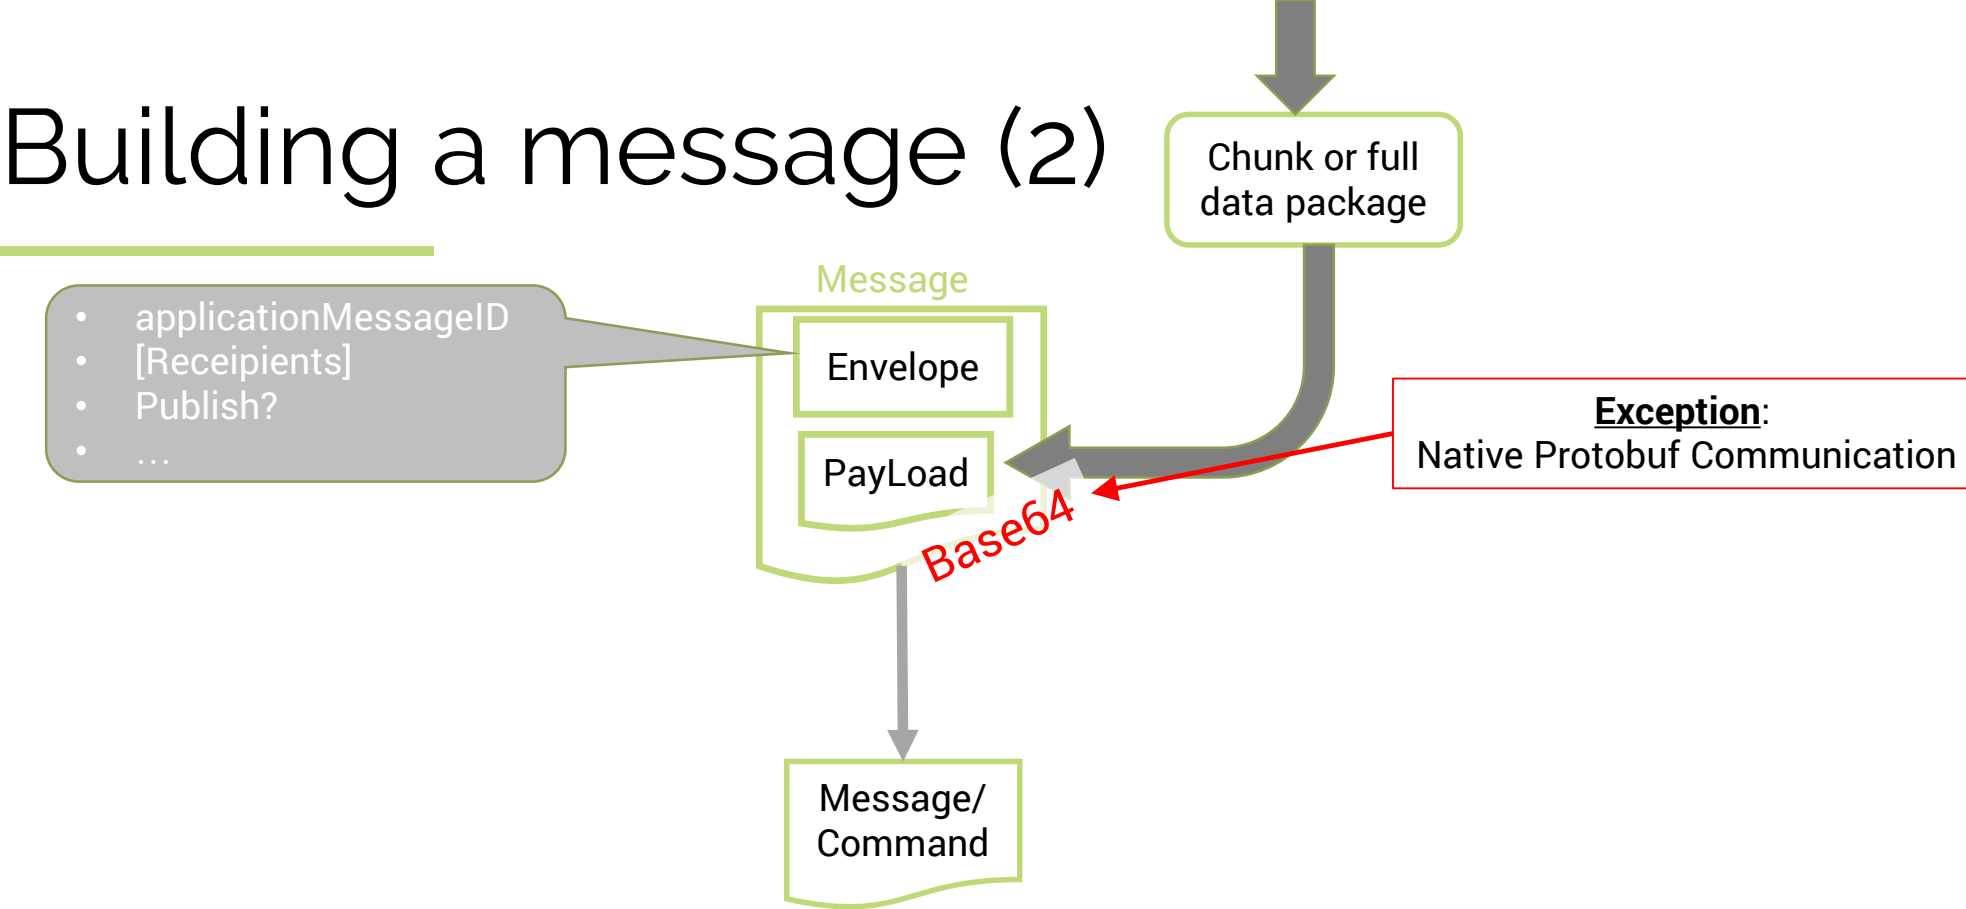 Building a message (2)
Chunk or full
data package
Message
• applicationMessageID
• [Receipients]
• Publish?
• ...
Envelope
PayLoad
Base64
Exception:
Native Protobuf Communication
Message/
Command